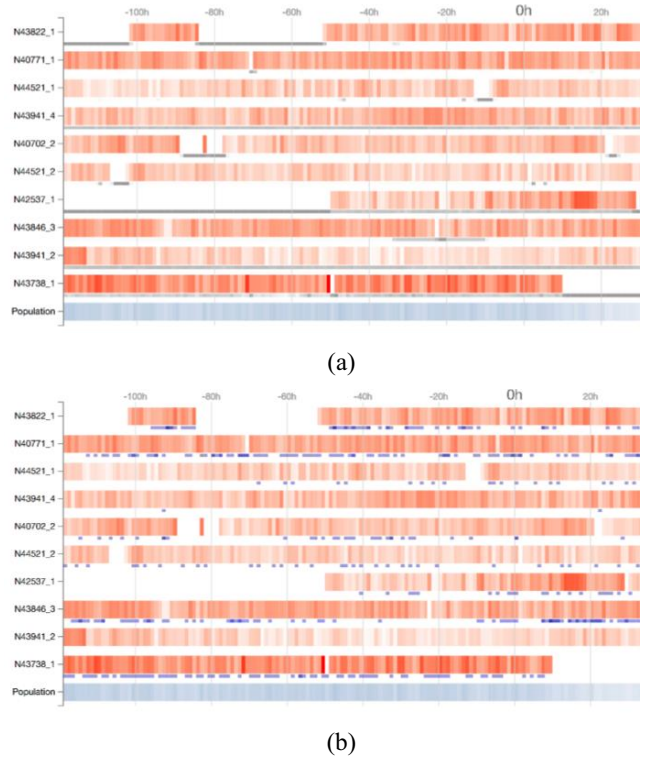 -100h -80h -60h -40h -20h 0h 20h
N43822_1
N40771_1
N44521_1
N43941_4
N40702_2
N44521_2
N42537_1
N43846_3
N43941_2
N43738_1
Population
(a)
-100h -80h -60h -40h -20h 0h 20h
N43822_1
N40771_1
N44521_1
N43941_4
N40702_2
N44521_2
N42537_1
N43846_3
N43941_2
N43738_1
Population
(b)